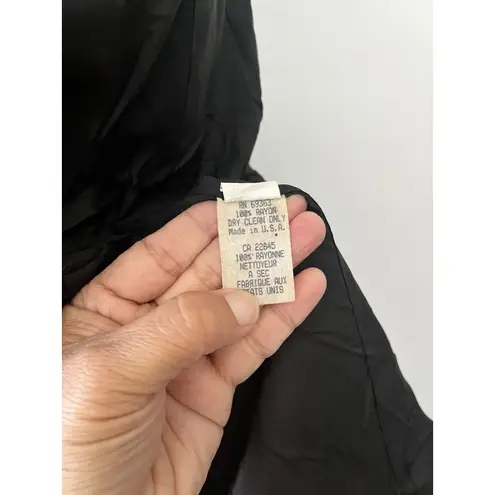 RN 69363
100% RAYON
DRY CLEAN ONLY
Made in U.S.A.
CA 22845
100% RAYONNE
NETTOYEUR
A SEC
FABRIQUE AUX
ETATS UNIS